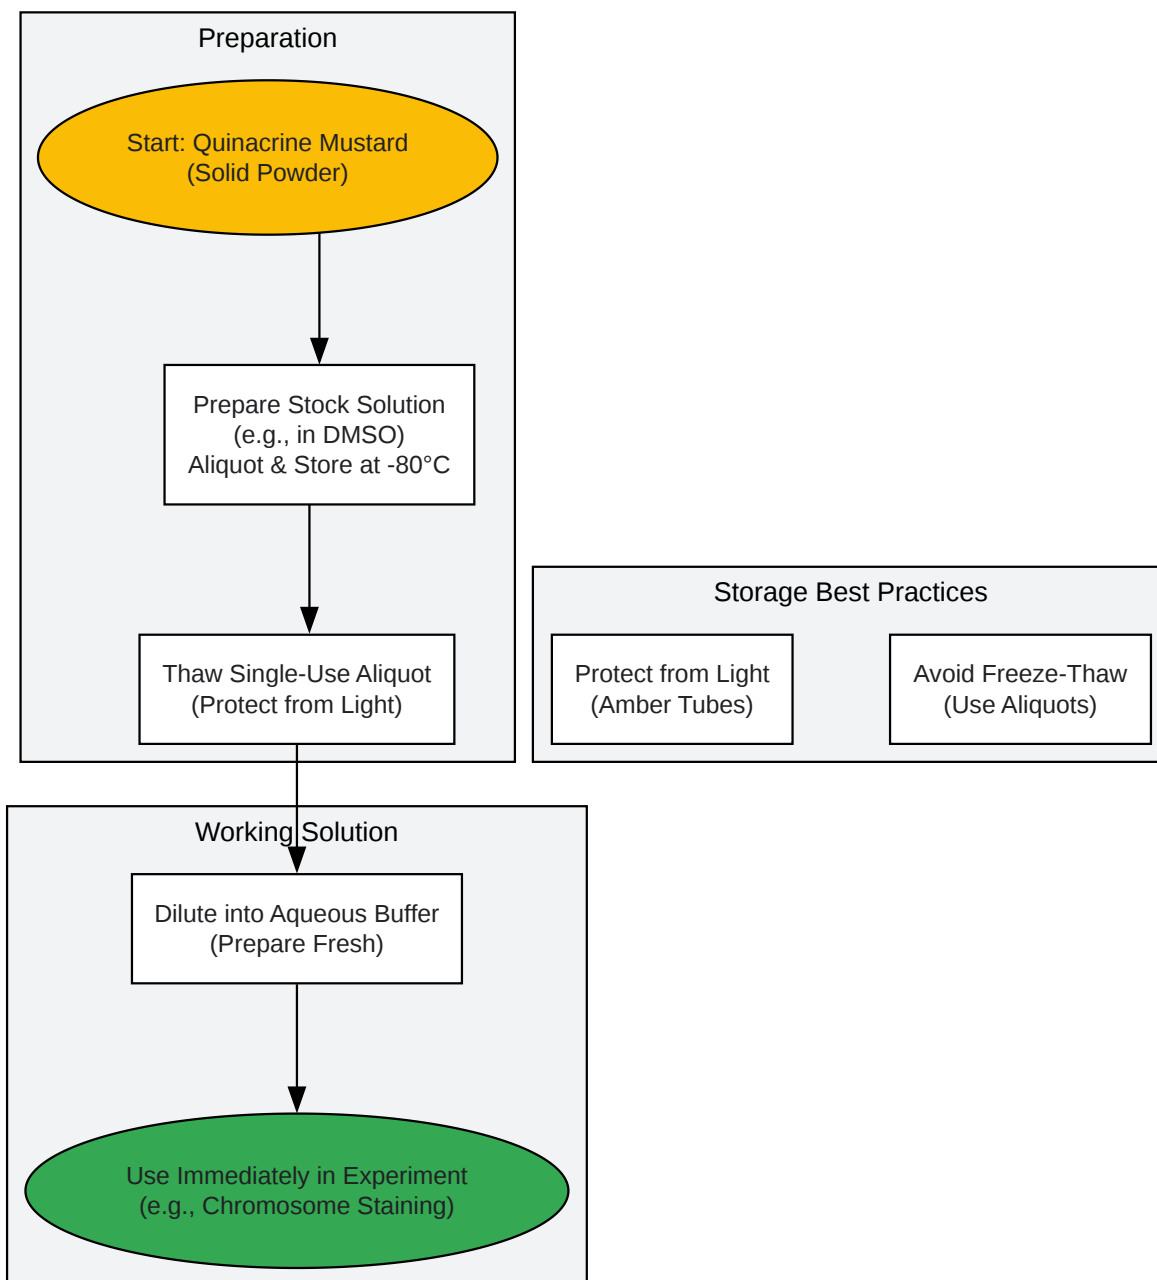 Preparation
Start: Quinacrine Mustard
(Solid Powder)
Prepare Stock Solution
(e.g., in DMSO)
Aliquot & Store at -80°C
Thaw Single-Use Aliquot
(Protect from Light)
Storage Best Practices
Protect from Light
(Amber Tubes)
Avoid Freeze-Thaw
(Use Aliquots)
Working Solution
Dilute into Aqueous Buffer
(Prepare Fresh)
Use Immediately in Experiment
(e.g., Chromosome Staining)